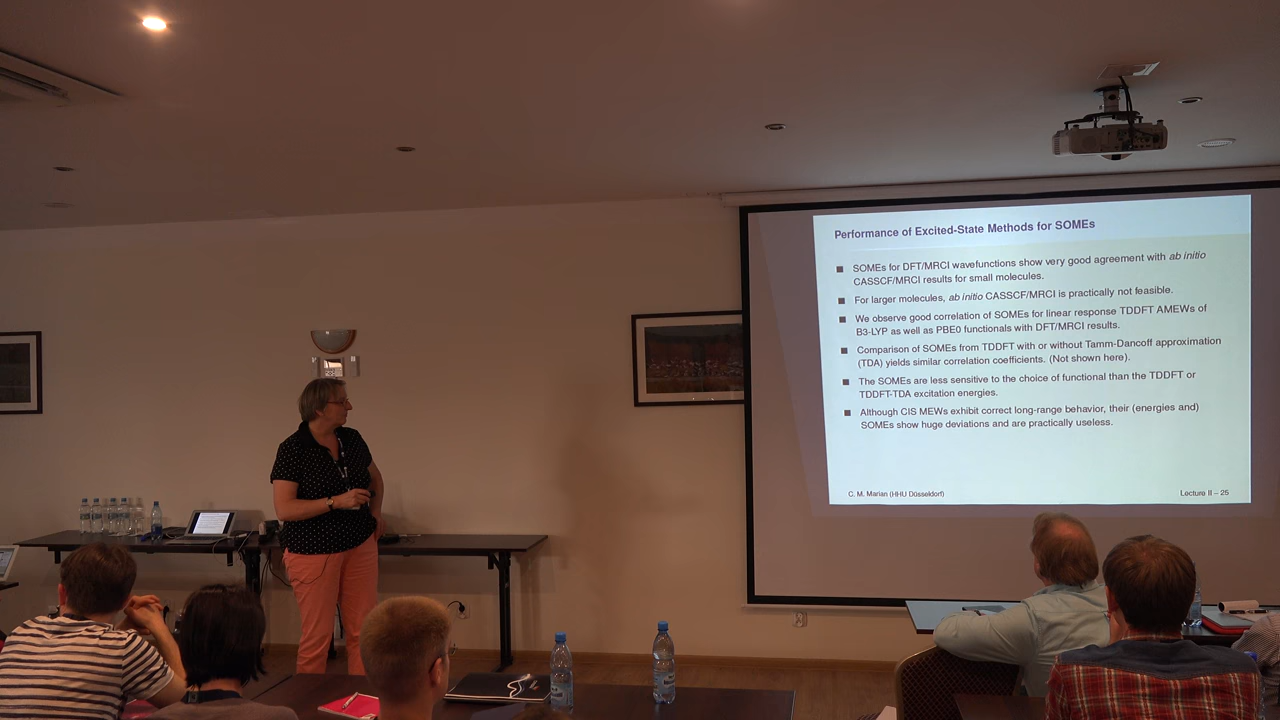 Performance of Excited-State Methods for SOMEs
SOMEs for DFT/MRCI wavefunctions show very good agreement with ab initio
CASSCF/MRCI results for small molecules.
For larger molecules, ab initio CASSCF/MRCI is practically not feasible.
We observe good correlation of SOMEs for linear response TDDFT AMEWs of
B3-LYP as well as PBE0 functionals with DFT/MRCI results.
Comparison of SOMEs from TDDFT with or without Tamm-Dancoff approximation
(TDA) yields similar correlation coefficients. (Not shown here).
The SOMEs are less sensitive to the choice of functional than the TDDFT or
TDDFT-TDA excitation energies.
Although CIS MEWs exhibit correct long-range behavior, their (energies and)
SOMEs show huge deviations and are practically useless.
C. M. Marian (HHU Düsseldorf)
Lecture II – 25